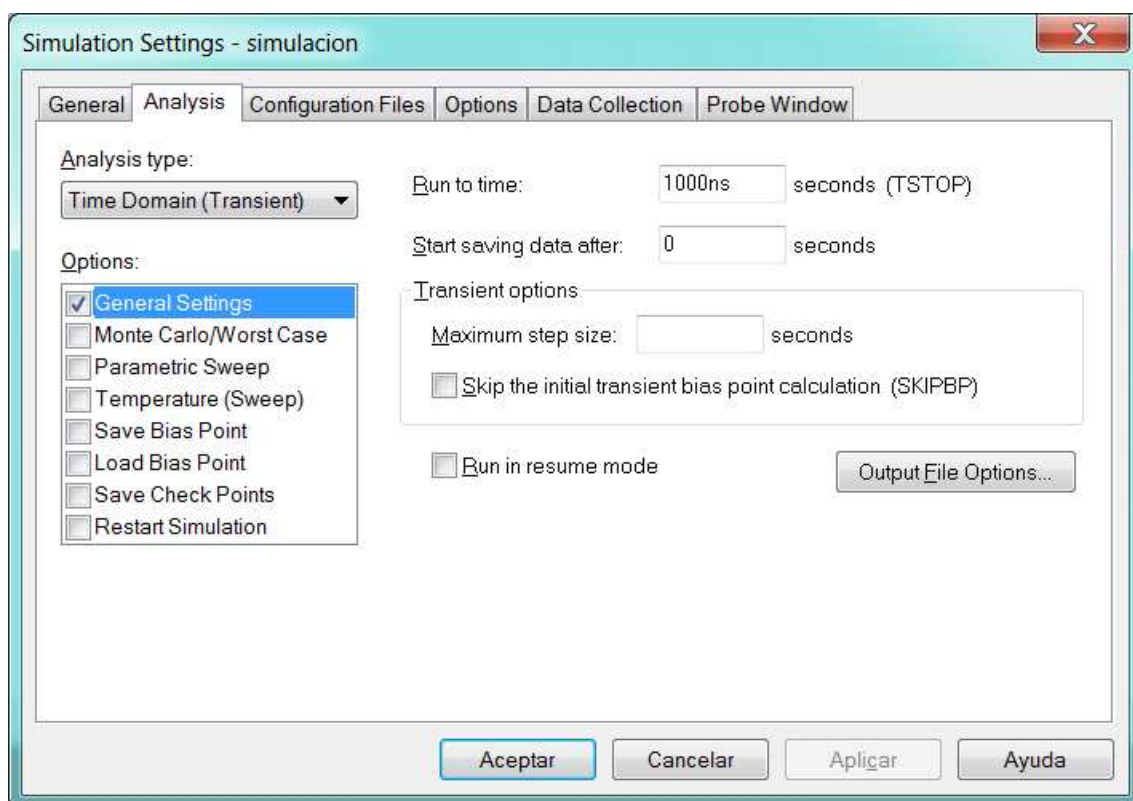 Simulation Settings - simulacion
General Analysis Configuration Files Options Data Collection Probe Window
Analysis type:
Time Domain (Transient)
Options:
General Settings
Monte Carlo/Worst Case
Parametric Sweep
Temperature (Sweep)
Save Bias Point
Load Bias Point
Save Check Points
Restart Simulation
Run to time: 1000ns seconds (TSTOP)
Start saving data after: 0 seconds
Transient options
Maximum step size: seconds
Skip the initial transient bias point calculation (SKIPBP)
Run in resume mode
Output File Options...
Aceptar Cancelar Aplicar Ayuda